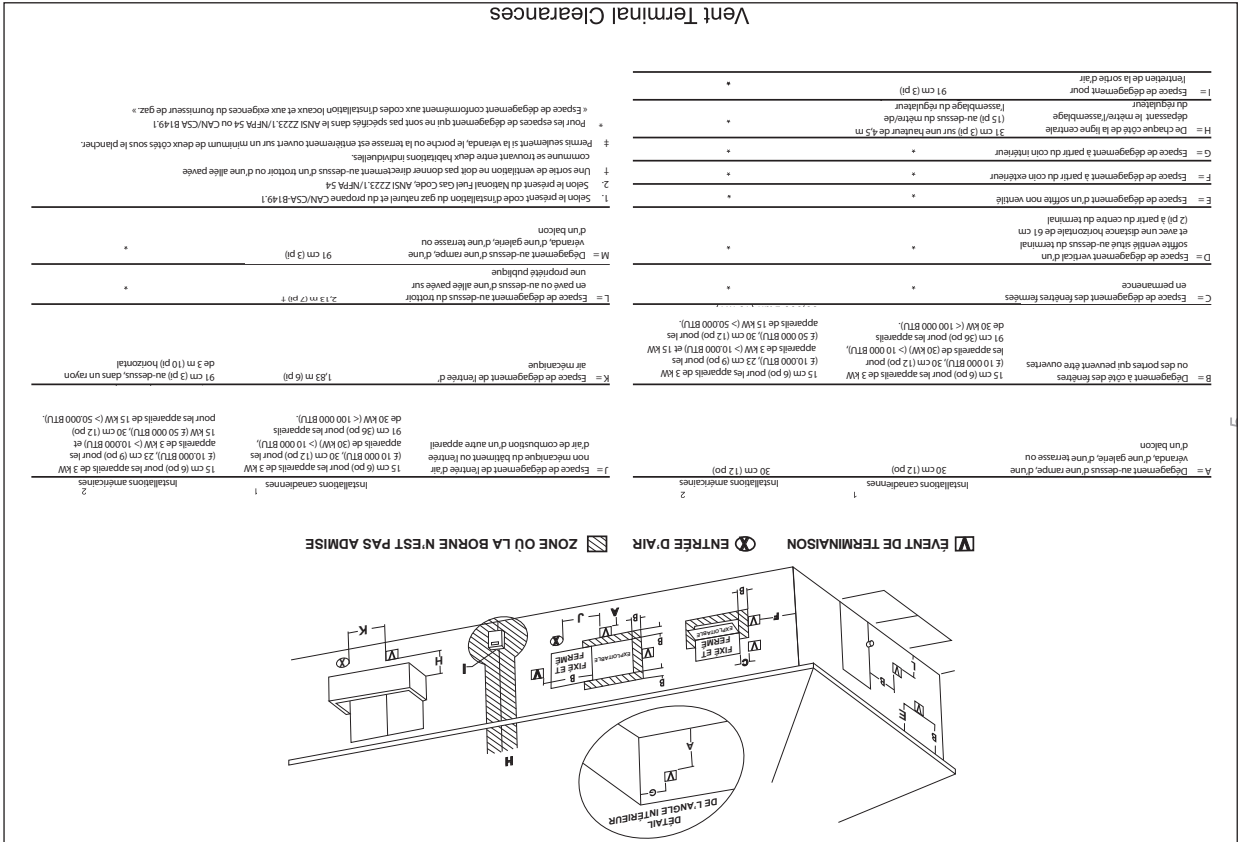 DÉTAIL
DE L'ANGLE INTÉRIEUR
G
V
A
H
B
E
V
B
V
L
F
C
V
V
FIXÉ ET
FERMÉ
EXPLOITABLE
B
B
V
B
EXPLOITABLE
FIXÉ ET
FERMÉ
B
V
B
V
A
J
X
I
H
V
K
X
V ÉVENT DE TERMINAISON
X ENTRÉE D'AIR
ZONE OÙ LA BORNE N'EST PAS ADMISE
Installations canadiennes 1
Installations américaines 2
A = Dégagement au-dessus d'une rampe, d'une
véranda, d'une galerie, d'une terrasse ou
d'un balcon
30 cm (12 po)
30 cm (12 po)
B = Dégagement à côté des fenêtres
ou des portes qui peuvent être ouvertes
15 cm (6 po) pour les appareils de 3 kW
(£ 10 000 BTU), 30 cm (12 po) pour
les appareils de (30 kW) (> 10 000 BTU),
91 cm (36 po) pour les appareils
de 30 kW (< 100 000 BTU).
15 cm (6 po) pour les appareils de 3 kW
(£ 10.000 BTU), 23 cm (9 po) pour les
appareils de 3 kW (> 10.000 BTU) et 15 kW
(£ 50 000 BTU), 30 cm (12 po) pour les
appareils de 15 kW (> 50.000 BTU).
C = Espace de dégagement des fenêtres fermées
en permanence
*
*
D = Espace de dégagement vertical d'un
soffite ventilé situé au-dessus du terminal
et avec une distance horizontale de 61 cm
(2 pi) à partir du centre du terminal
*
*
E = Espace de dégagement d'un soffite non ventilé
*
*
F = Espace de dégagement à partir du coin extérieur
*
*
G = Espace de dégagement à partir du coin intérieur
*
*
H = De chaque côté de la ligne centrale
dépassant le mètre/l'assemblage
du régulateur
31 cm (3 pi) sur une hauteur de 4,5 m
(15 pi) au-dessus du mètre/de
l'assemblage du régulateur
*
I = Espace de dégagement pour
l'entretien de la sortie d'air
91 cm (3 pi)
*
Installations canadiennes 1
Installations américaines 2
J = Espace de dégagement de l'entrée d'air
non mécanique du bâtiment ou l'entrée
d'air de combustion d'un autre appareil
15 cm (6 po) pour les appareils de 3 kW
(£ 10 000 BTU), 30 cm (12 po) pour les
appareils de (30 kW) (> 10 000 BTU),
91 cm (36 po) pour les appareils
de 30 kW (< 100 000 BTU).
15 cm (6 po) pour les appareils de 3 kW
(£ 10.000 BTU), 23 cm (9 po) pour les
appareils de 3 kW (> 10.000 BTU) et
15 kW (£ 50 000 BTU), 30 cm (12 po)
pour les appareils de 15 kW (> 50.000 BTU).
K = Espace de dégagement de l'entrée d'
air mécanique
1,83 m (6 pi)
91 cm (3 pi) au-dessus, dans un rayon
de 3 m (10 pi) horizontal
L = Espace de dégagement au-dessus du trottoir
en pavé ou au-dessus d'une allée pavée sur
une propriété publique
2,13 m (7 pi) †
*
M = Dégagement au-dessus d'une rampe, d'une
véranda, d'une galerie, d'une terrasse ou
d'un balcon
91 cm (3 pi)
*
1. Selon le présent code d'installation du gaz naturel et du propane CAN/CSA-B149.1
2. Selon le présent du National Fuel Gas Code, ANSI Z223.1/NFPA 54
† Une sortie de ventilation ne doit pas donner directement au-dessus d'un trottoir ou d'une allée pavée
commune se trouvant entre deux habitations individuelles.
‡ Permis seulement si la véranda, le porche ou la terrasse est entièrement ouvert sur un minimum de deux côtés sous le plancher.
* Pour les espaces de dégagement qui ne sont pas spécifiés dans le ANSI Z223.1/NFPA 54 ou CAN/CSA B149.1
« Espace de dégagement conformément aux codes d'installation locaux et aux exigences du fournisseur de gaz. »
Vent Terminal Clearances